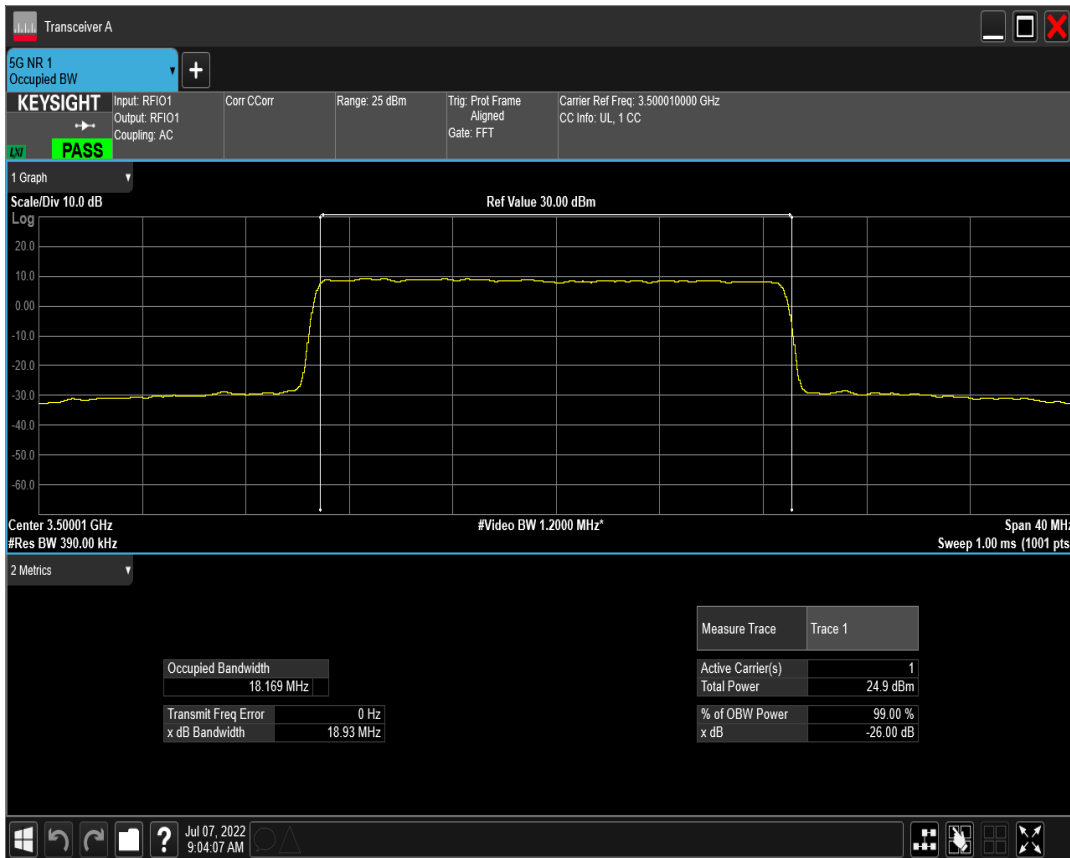 Transceiver A
5G NR 1
Occupied BW
+
KEYSIGHT
LXI
PASS
Input: RFIO1
Output: RFIO1
Coupling: AC
Corr CCorr
Range: 25 dBm
Trig: Prot Frame
Aligned
Gate: FFT
Carrier Ref Freq: 3.500010000 GHz
CC Info: UL, 1 CC
1 Graph
Scale/Div 10.0 dB
Ref Value 30.00 dBm
Log
20.0
10.0
0.00
-10.0
-20.0
-30.0
-40.0
-50.0
-60.0
Center 3.50001 GHz
#Video BW 1.2000 MHz*
Span 40 MHz
#Res BW 390.00 kHz
Sweep 1.00 ms (1001 pts
2 Metrics
Measure Trace Trace 1
Occupied Bandwidth
18.169 MHz
Active Carrier(s) 1
Total Power 24.9 dBm
Transmit Freq Error 0 Hz
x dB Bandwidth 18.93 MHz
% of OBW Power 99.00 %
x dB -26.00 dB
?
Jul 07, 2022
9:04:07 AM